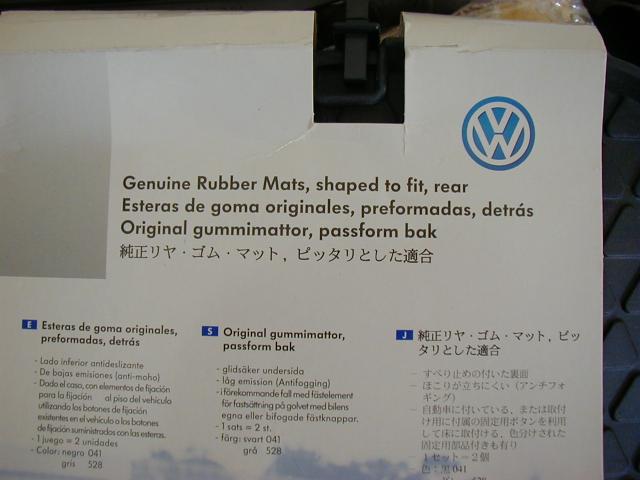 Genuine Rubber Mats, shaped to fit, rear
Esteras de goma originales, preformadas, detrás
Original gummimattor, passform bak
純正リヤ・ゴム・マット，ピッタリとした適合
E Esteras de goma originales,
preformadas, detrás
- Lado inferior antideslizante
- De bajas emisiones (anti-moho)
- Dado el caso, con elementos de fijación
para la fijación al piso del vehículo
utilizando los botones de fijación
existentes en el vehículo o los botones
de fijación suministrados con las esteras.
- 1 juego = 2 unidades
- Color: negro 041
gris 528
S Original gummimattor,
passform bak
- glidsäker undersida
- låg emission (Antifogging)
- i förekommande fall med fästelement
för fastsättning på golvet med bilens
egna eller bifogade fästknappar.
- 1 sats = 2 st.
- färg: svart 041
grå 528
J 純正リヤ・ゴム・マット，ピッ
タリとした適合
－ すべり止めの付いた裏面
－ ほこりが立ちにくい（アンチフォ
ギング）
－ 自動車に付いている、または取付
け用に付属の固定用ボタンを利用
して床に取付ける、色分けされた
固定用部品付きも有り
－ 1セット＝2個
色：黒041
528